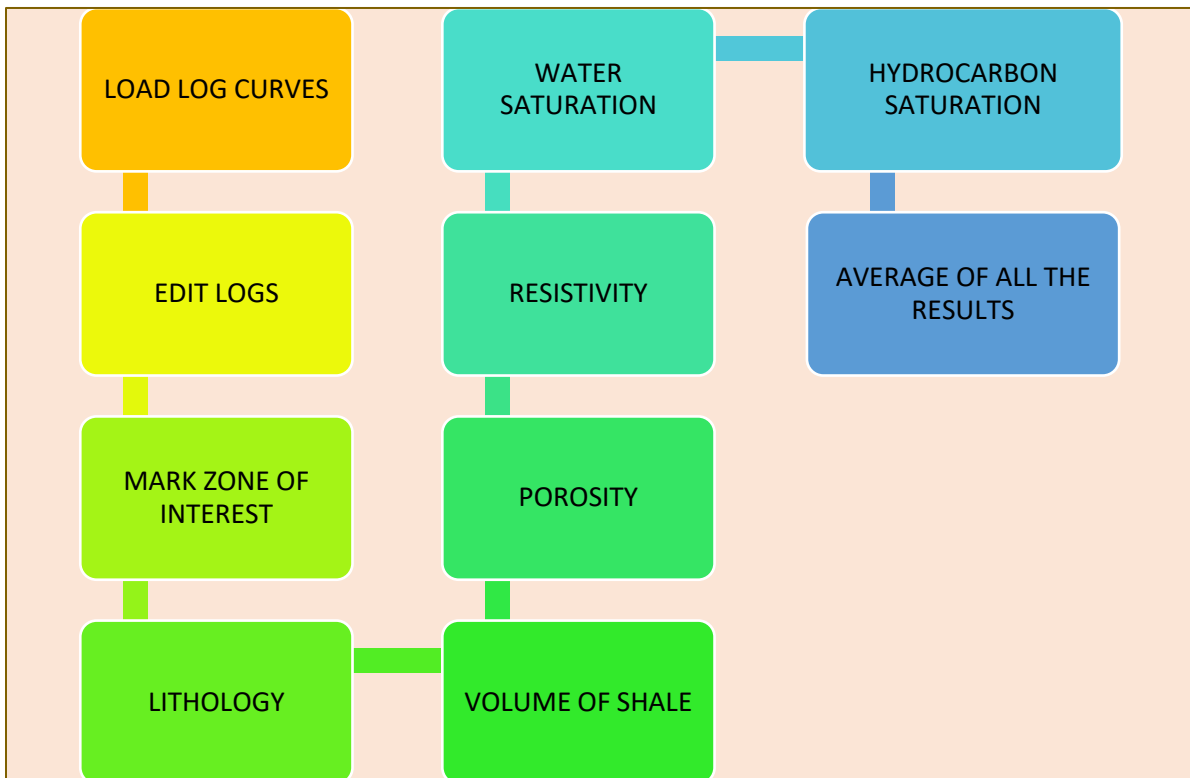 LOAD LOG CURVES
EDIT LOGS
MARK ZONE OF
INTEREST
LITHOLOGY
VOLUME OF SHALE
POROSITY
RESISTIVITY
WATER
SATURATION
HYDROCARBON
SATURATION
AVERAGE OF ALL THE
RESULTS